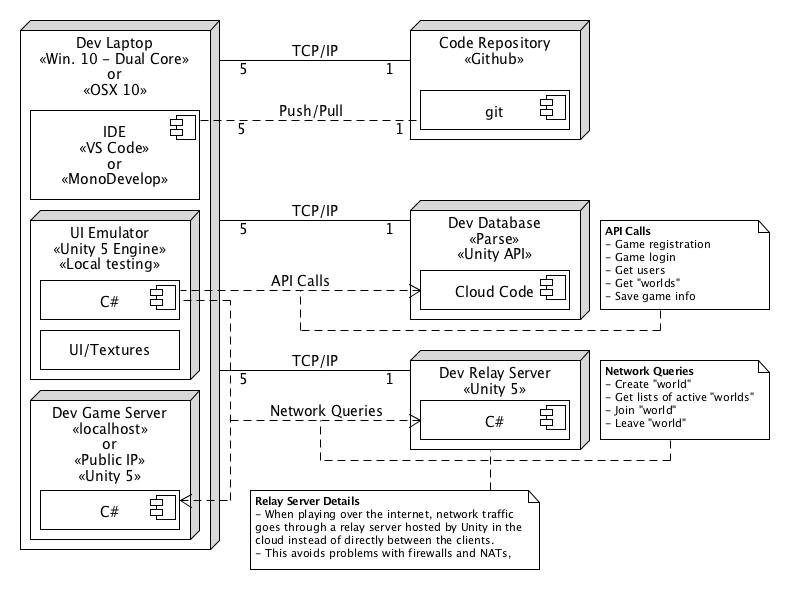 Dev Laptop
«Win. 10 – Dual Core»
or
«OSX 10»
IDE
«VS Code»
or
«MonoDevelop»
UI Emulator
«Unity 5 Engine»
«Local testing»
C#
UI/Textures
Dev Game Server
«localhost»
or
«Public IP»
«Unity 5»
C#
TCP/IP
5 1
Push/Pull
5 1
Code Repository
«Github»
git
TCP/IP
5 1
API Calls
Dev Database
«Parse»
«Unity API»
Cloud Code
API Calls
– Game registration
– Game login
– Get users
– Get "worlds"
– Save game info
TCP/IP
5 1
Network Queries
Dev Relay Server
«Unity 5»
C#
Network Queries
– Create "world"
– Get lists of active "worlds"
– Join "world"
– Leave "world"
Relay Server Details
– When playing over the internet, network traffic
goes through a relay server hosted by Unity in the
cloud instead of directly between the clients.
– This avoids problems with firewalls and NATs,